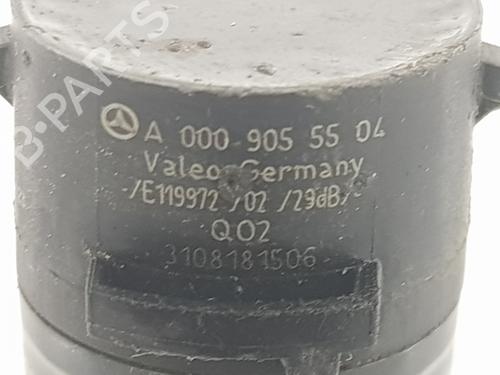 B-PARTS
A 000 905 55 04
Valeo Germany
-/E119972 /02 /29dB/-
Q02
3108181506